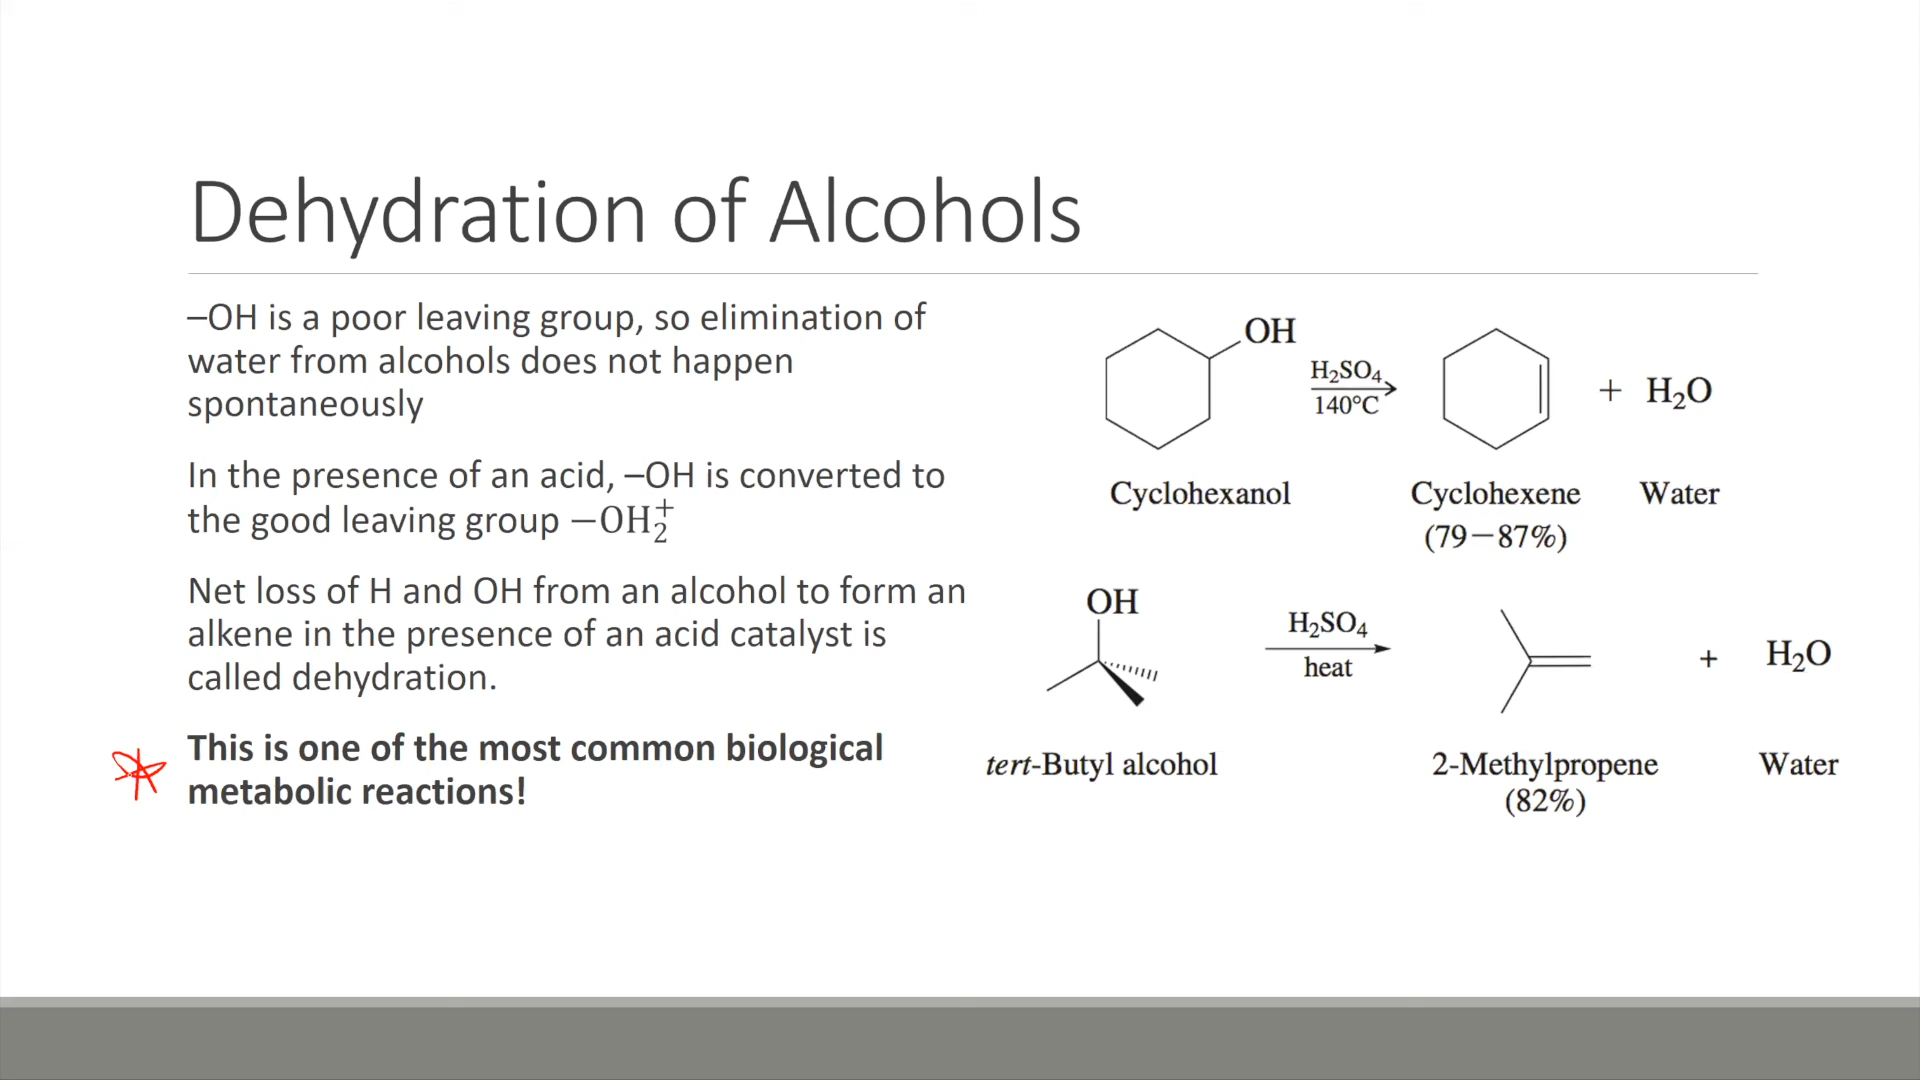 Dehydration of Alcohols
–OH is a poor leaving group, so elimination of
water from alcohols does not happen
spontaneously
In the presence of an acid, –OH is converted to
the good leaving group −OH₂⁺
Net loss of H and OH from an alcohol to form an
alkene in the presence of an acid catalyst is
called dehydration.
This is one of the most common biological
metabolic reactions!
OH
H₂SO₄
140°C
+ H₂O
Cyclohexanol
Cyclohexene
(79−87%)
Water
OH
H₂SO₄
heat
+ H₂O
tert-Butyl alcohol
2-Methylpropene
(82%)
Water